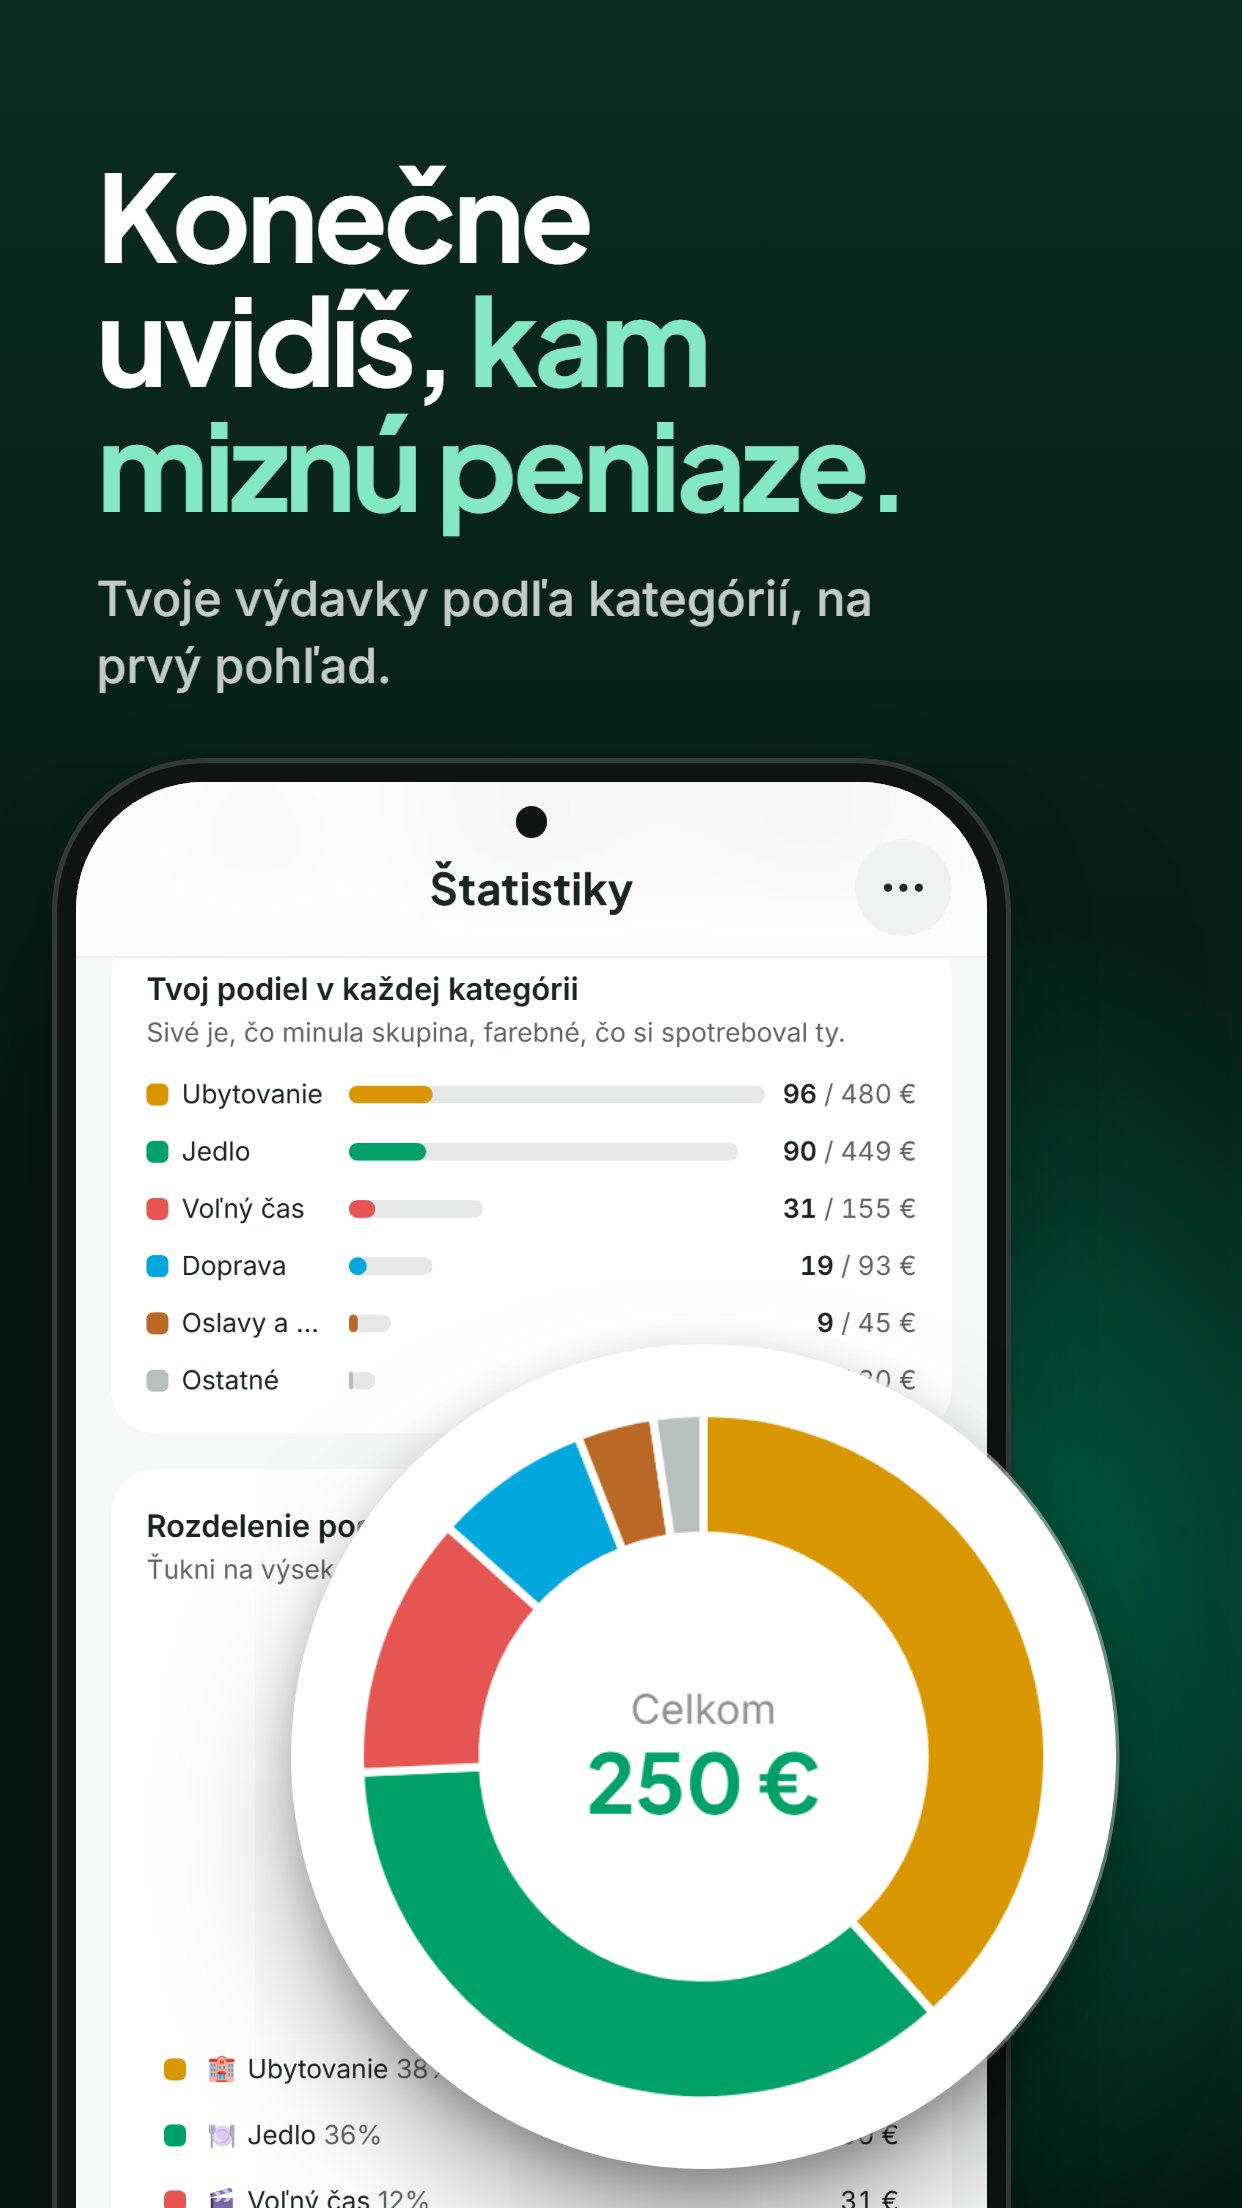 Konečne
uvidíš, kam
miznú peniaze.
Tvoje výdavky podľa kategórií, na
prvý pohľad.
Štatistiky
Tvoj podiel v každej kategórii
Sivé je, čo minula skupina, farebné, čo si spotreboval ty.
Ubytovanie 96 / 480 €
Jedlo 90 / 449 €
Voľný čas 31 / 155 €
Doprava 19 / 93 €
Oslavy a ... 9 / 45 €
Ostatné €
Rozdelenie
Ťukni na výsek
Celkom
250 €
Ubytovanie 38
Jedlo 36% €
Voľný čas 12% 31 €